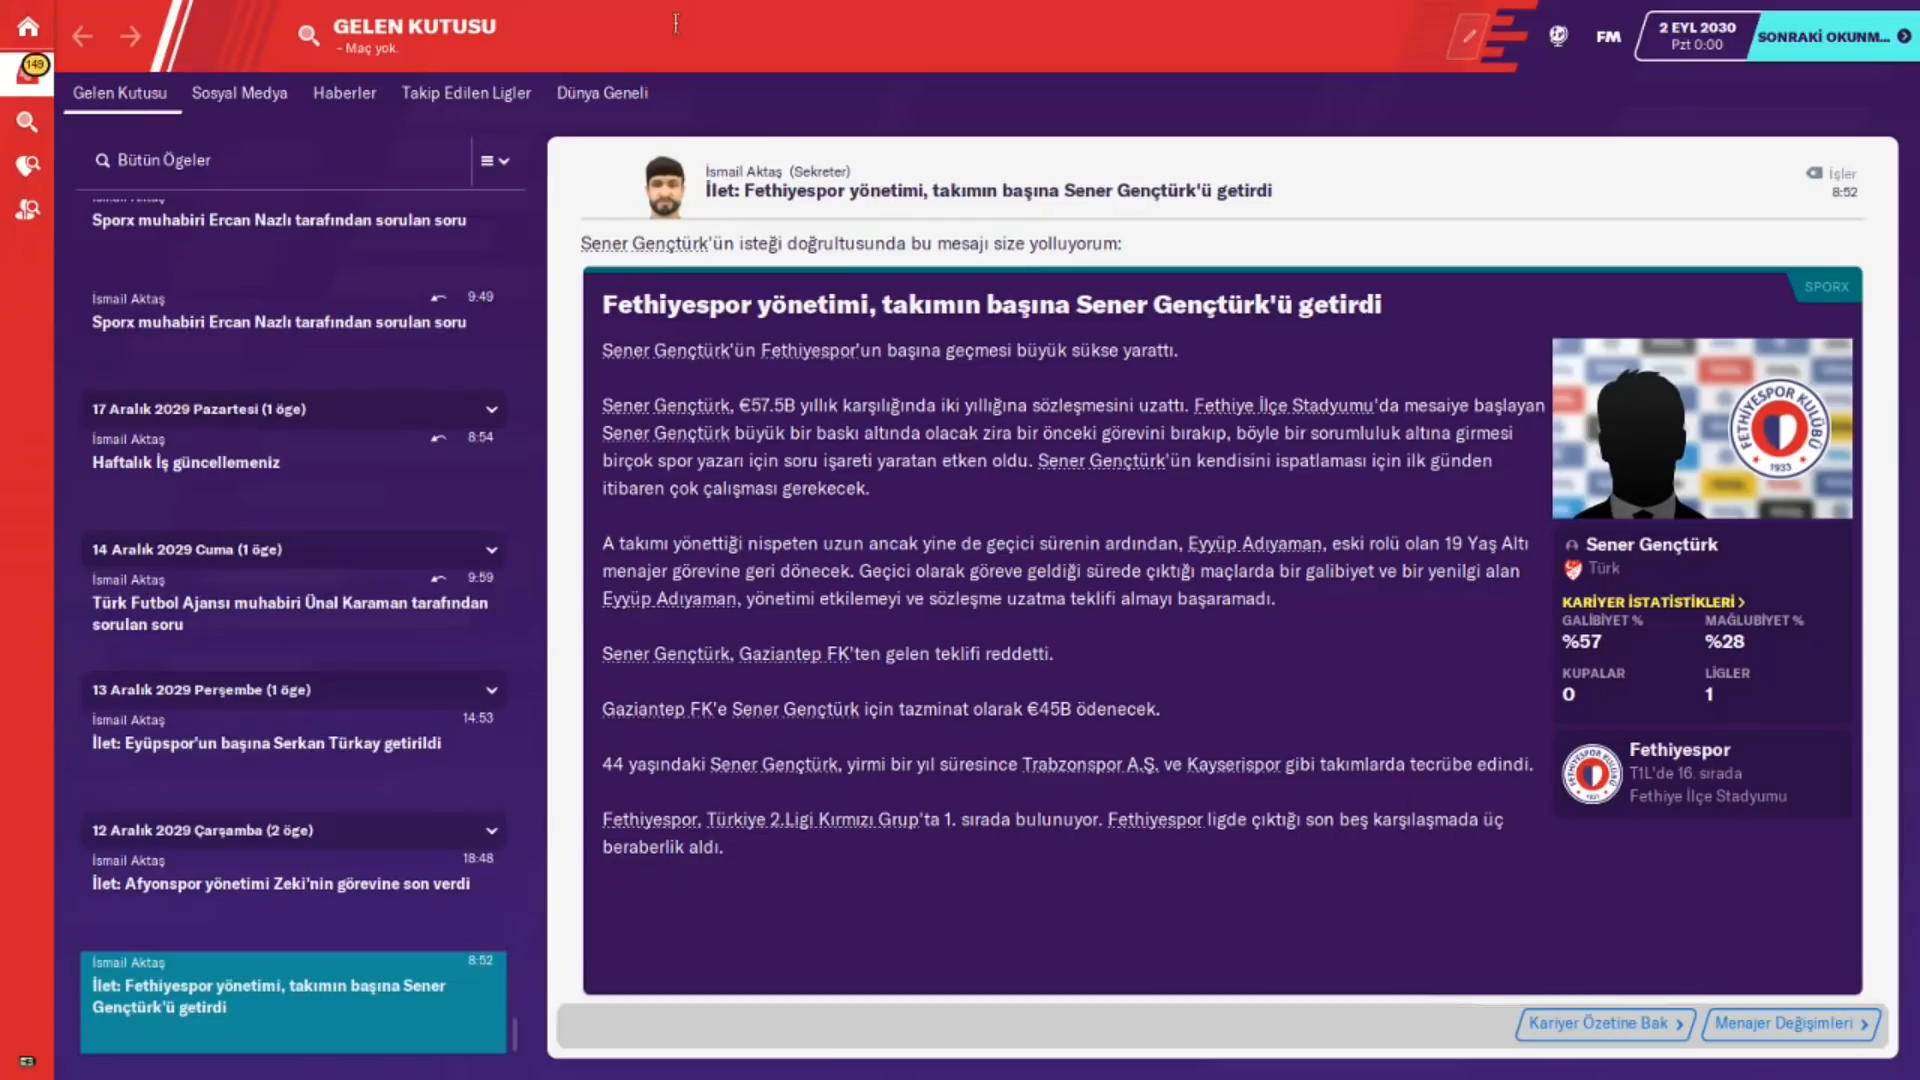 GELEN KUTUSU
- Maç yok.
FM
2 EYL 2030
Pzt 0:00
SONRAKİ OKUNM...
149
Gelen Kutusu
Sosyal Medya
Haberler
Takip Edilen Ligler
Dünya Geneli
Bütün Ögeler
Sporx muhabiri Ercan Nazlı tarafından sorulan soru
İsmail Aktaş
9:49
Sporx muhabiri Ercan Nazlı tarafından sorulan soru
17 Aralık 2029 Pazartesi (1 öge)
İsmail Aktaş
8:54
Haftalık İş güncellemeniz
14 Aralık 2029 Cuma (1 öge)
İsmail Aktaş
9:59
Türk Futbol Ajansı muhabiri Ünal Karaman tarafından
sorulan soru
13 Aralık 2029 Perşembe (1 öge)
İsmail Aktaş
14:53
İlet: Eyüpspor'un başına Serkan Türkay getirildi
12 Aralık 2029 Çarşamba (2 öge)
İsmail Aktaş
18:48
İlet: Afyonspor yönetimi Zeki'nin görevine son verdi
İsmail Aktaş
8:52
İlet: Fethiyespor yönetimi, takımın başına Sener
Gençtürk'ü getirdi
İsmail Aktaş (Sekreter)
İlet: Fethiyespor yönetimi, takımın başına Sener Gençtürk'ü getirdi
İşler
8:52
Sener Gençtürk'ün isteği doğrultusunda bu mesajı size yolluyorum:
SPORX
Fethiyespor yönetimi, takımın başına Sener Gençtürk'ü getirdi
Sener Gençtürk'ün Fethiyespor'un başına geçmesi büyük sükse yarattı.
Sener Gençtürk, €57.5B yıllık karşılığında iki yıllığına sözleşmesini uzattı. Fethiye İlçe Stadyumu'da mesaiye başlayan
Sener Gençtürk büyük bir baskı altında olacak zira bir önceki görevini bırakıp, böyle bir sorumluluk altına girmesi
birçok spor yazarı için soru işareti yaratan etken oldu. Sener Gençtürk'ün kendisini ispatlaması için ilk günden
itibaren çok çalışması gerekecek.
A takımı yönettiği nispeten uzun ancak yine de geçici sürenin ardından, Eyyüp Adıyaman, eski rolü olan 19 Yaş Altı
menajer görevine geri dönecek. Geçici olarak göreve geldiği sürede çıktığı maçlarda bir galibiyet ve bir yenilgi alan
Eyyüp Adıyaman, yönetimi etkilemeyi ve sözleşme uzatma teklifi almayı başaramadı.
Sener Gençtürk, Gaziantep FK'ten gelen teklifi reddetti.
Gaziantep FK'e Sener Gençtürk için tazminat olarak €45B ödenecek.
44 yaşındaki Sener Gençtürk, yirmi bir yıl süresince Trabzonspor A.Ş. ve Kayserispor gibi takımlarda tecrübe edindi.
Fethiyespor, Türkiye 2.Ligi Kırmızı Grup'ta 1. sırada bulunuyor. Fethiyespor ligde çıktığı son beş karşılaşmada üç
beraberlik aldı.
FETHİYESPOR KULÜBÜ
1933
Sener Gençtürk
Türk
KARİYER İSTATİSTİKLERİ >
GALİBİYET %
MAĞLUBİYET %
%57
%28
KUPALAR
LİGLER
0
1
Fethiyespor
T1L'de 16. sırada
Fethiye İlçe Stadyumu
Kariyer Özetine Bak >
Menajer Değişimleri >